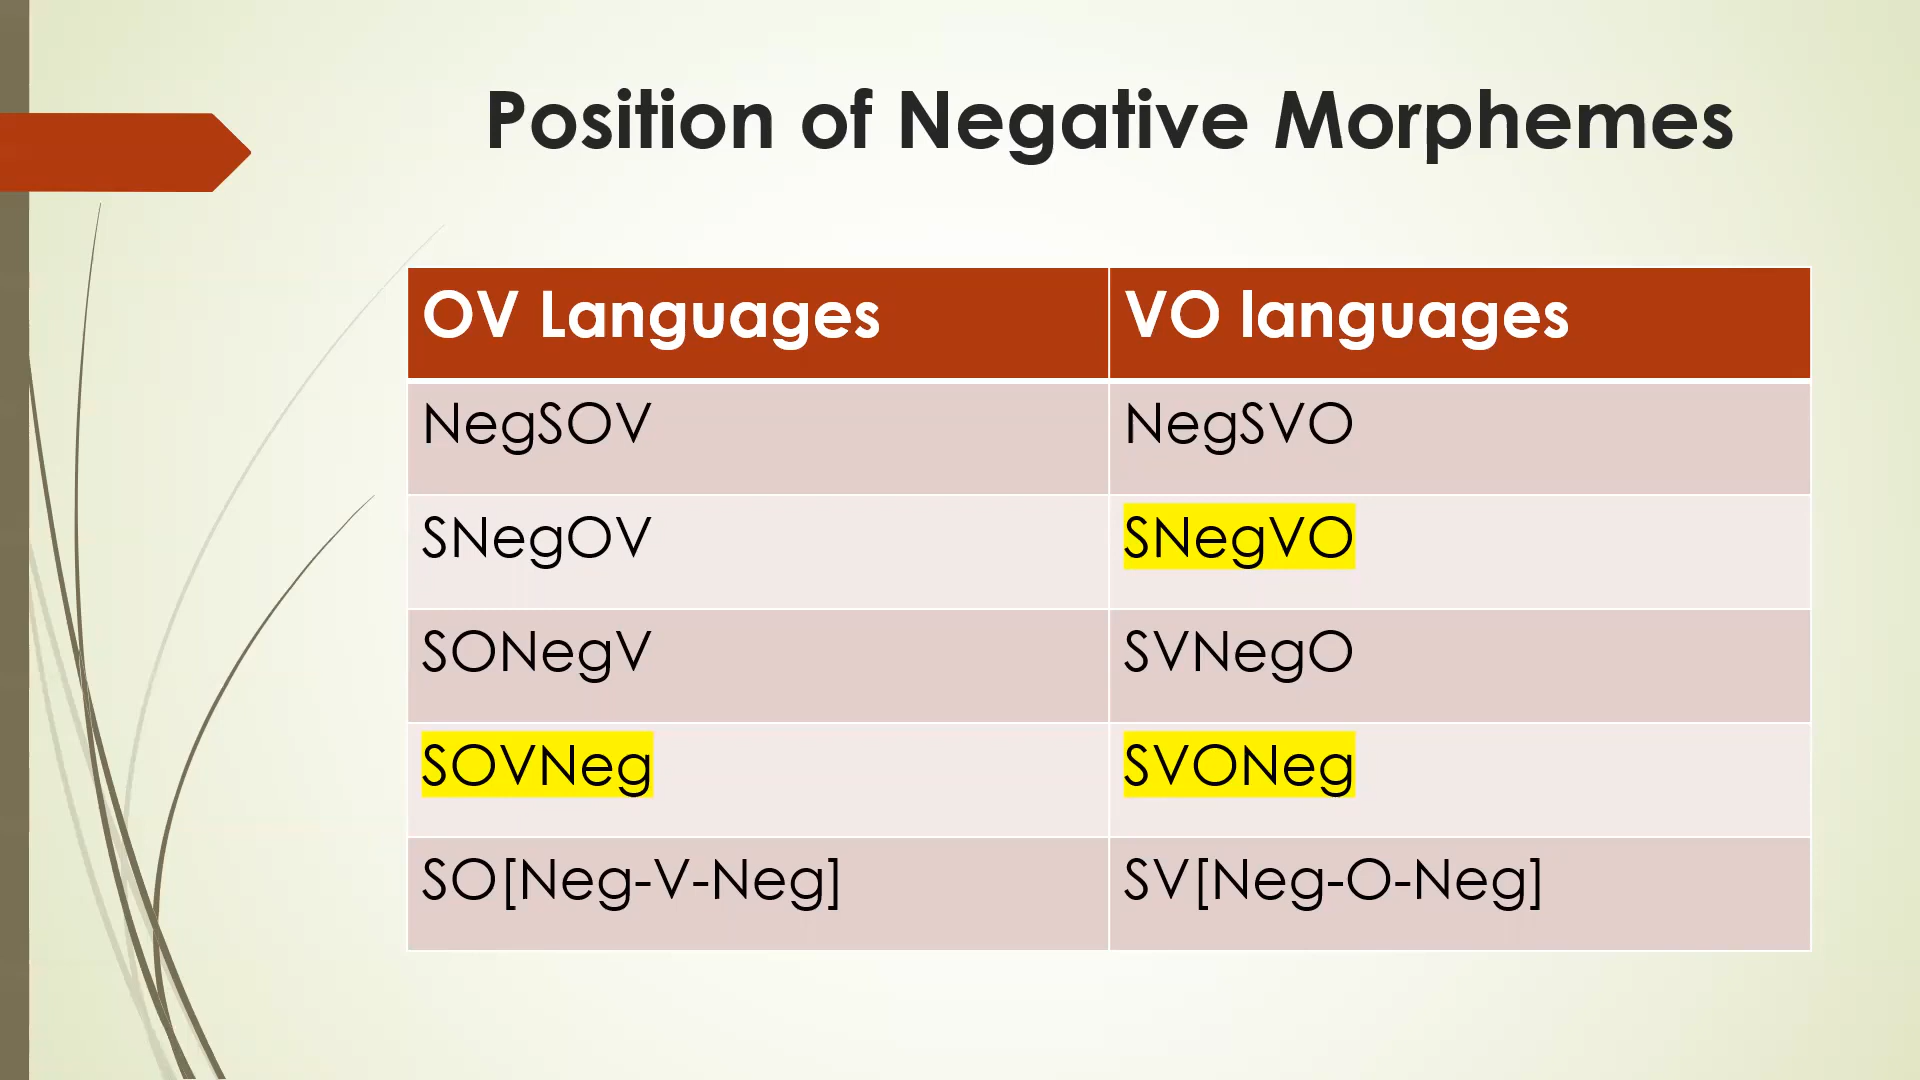 Position of Negative Morphemes
OV Languages
VO languages
NegSOV
NegSVO
SNegOV
SNegVO
SONegV
SVNegO
SOVNeg
SVONeg
SO[Neg-V-Neg]
SV[Neg-O-Neg]